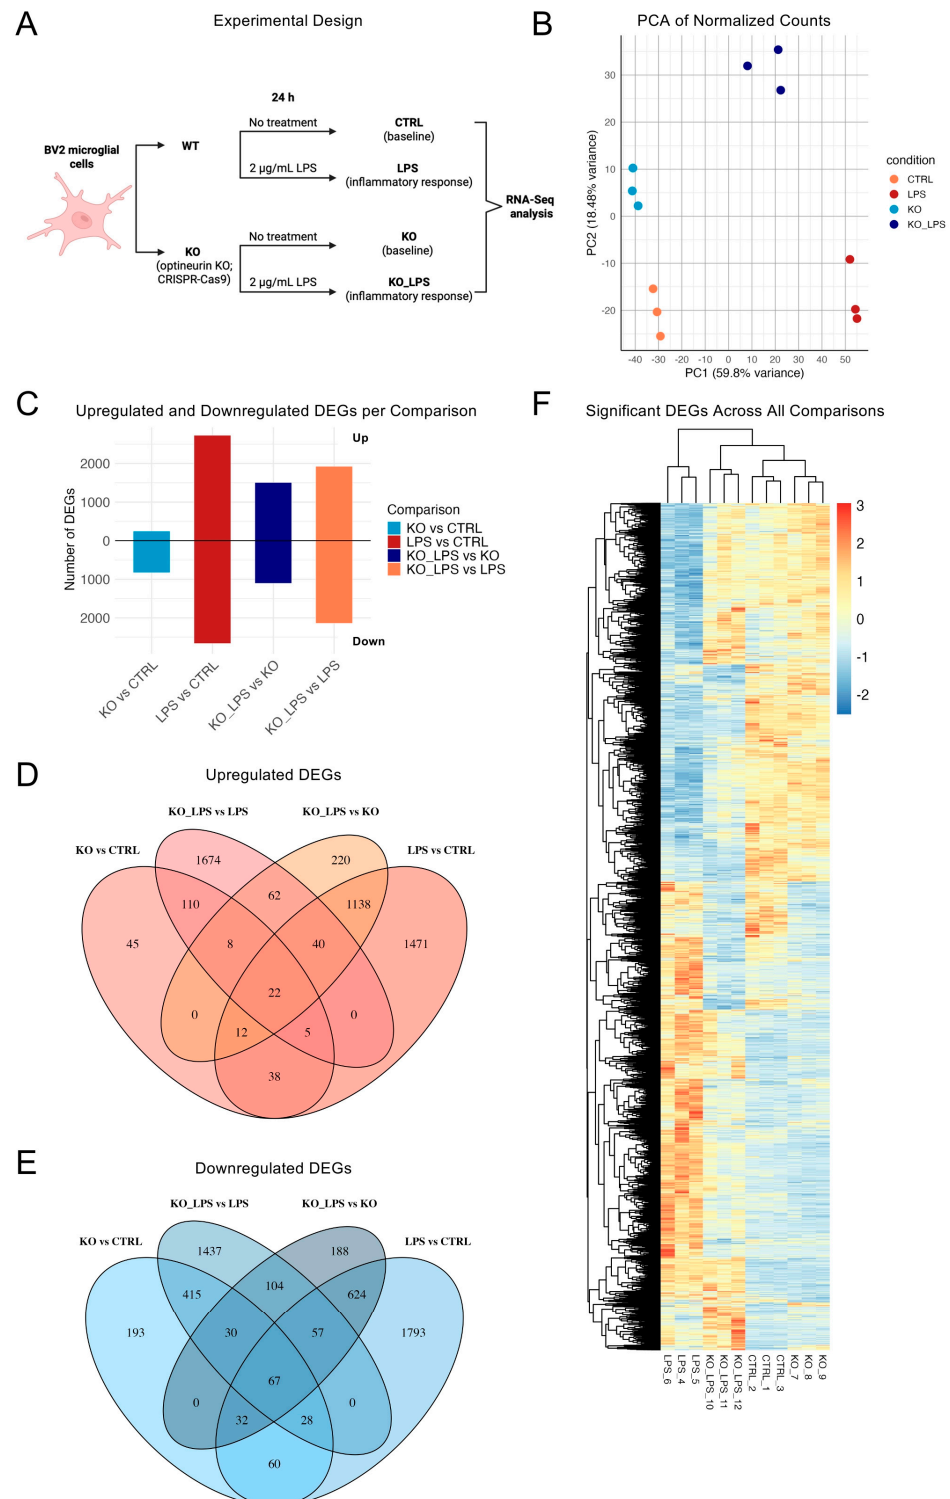 A
Experimental Design
24 h
BV2 microglial
cells
WT
No treatment
CTRL
(baseline)
2 µg/mL LPS
LPS
(inflammatory response)
KO
(optineurin KO;
CRISPR-Cas9)
No treatment
KO
(baseline)
2 µg/mL LPS
KO_LPS
(inflammatory response)
RNA-Seq
analysis
B
PCA of Normalized Counts
30
20
10
0
-10
-20
PC2 (18.48% variance)
-40 -30 -20 -10 0 10 20 30 40 50
PC1 (59.8% variance)
condition
CTRL
LPS
KO
KO_LPS
C
Upregulated and Downregulated DEGs per Comparison
Up
2000
1000
0
1000
2000
Number of DEGs
Down
KO vs CTRL
LPS vs CTRL
KO_LPS vs KO
KO_LPS vs LPS
Comparison
KO vs CTRL
LPS vs CTRL
KO_LPS vs KO
KO_LPS vs LPS
D
Upregulated DEGs
KO_LPS vs LPS
KO_LPS vs KO
KO vs CTRL
LPS vs CTRL
1674
220
110
62
1138
45
8
40
1471
22
0
12
5
0
38
E
Downregulated DEGs
KO_LPS vs LPS
KO_LPS vs KO
KO vs CTRL
LPS vs CTRL
1437
188
415
104
624
193
30
57
1793
67
0
32
28
0
60
F
Significant DEGs Across All Comparisons
3
2
1
0
-1
-2
LPS_6
LPS_4
LPS_5
KO_LPS_10
KO_LPS_11
KO_LPS_12
CTRL_2
CTRL_1
CTRL_3
KO_7
KO_8
KO_9